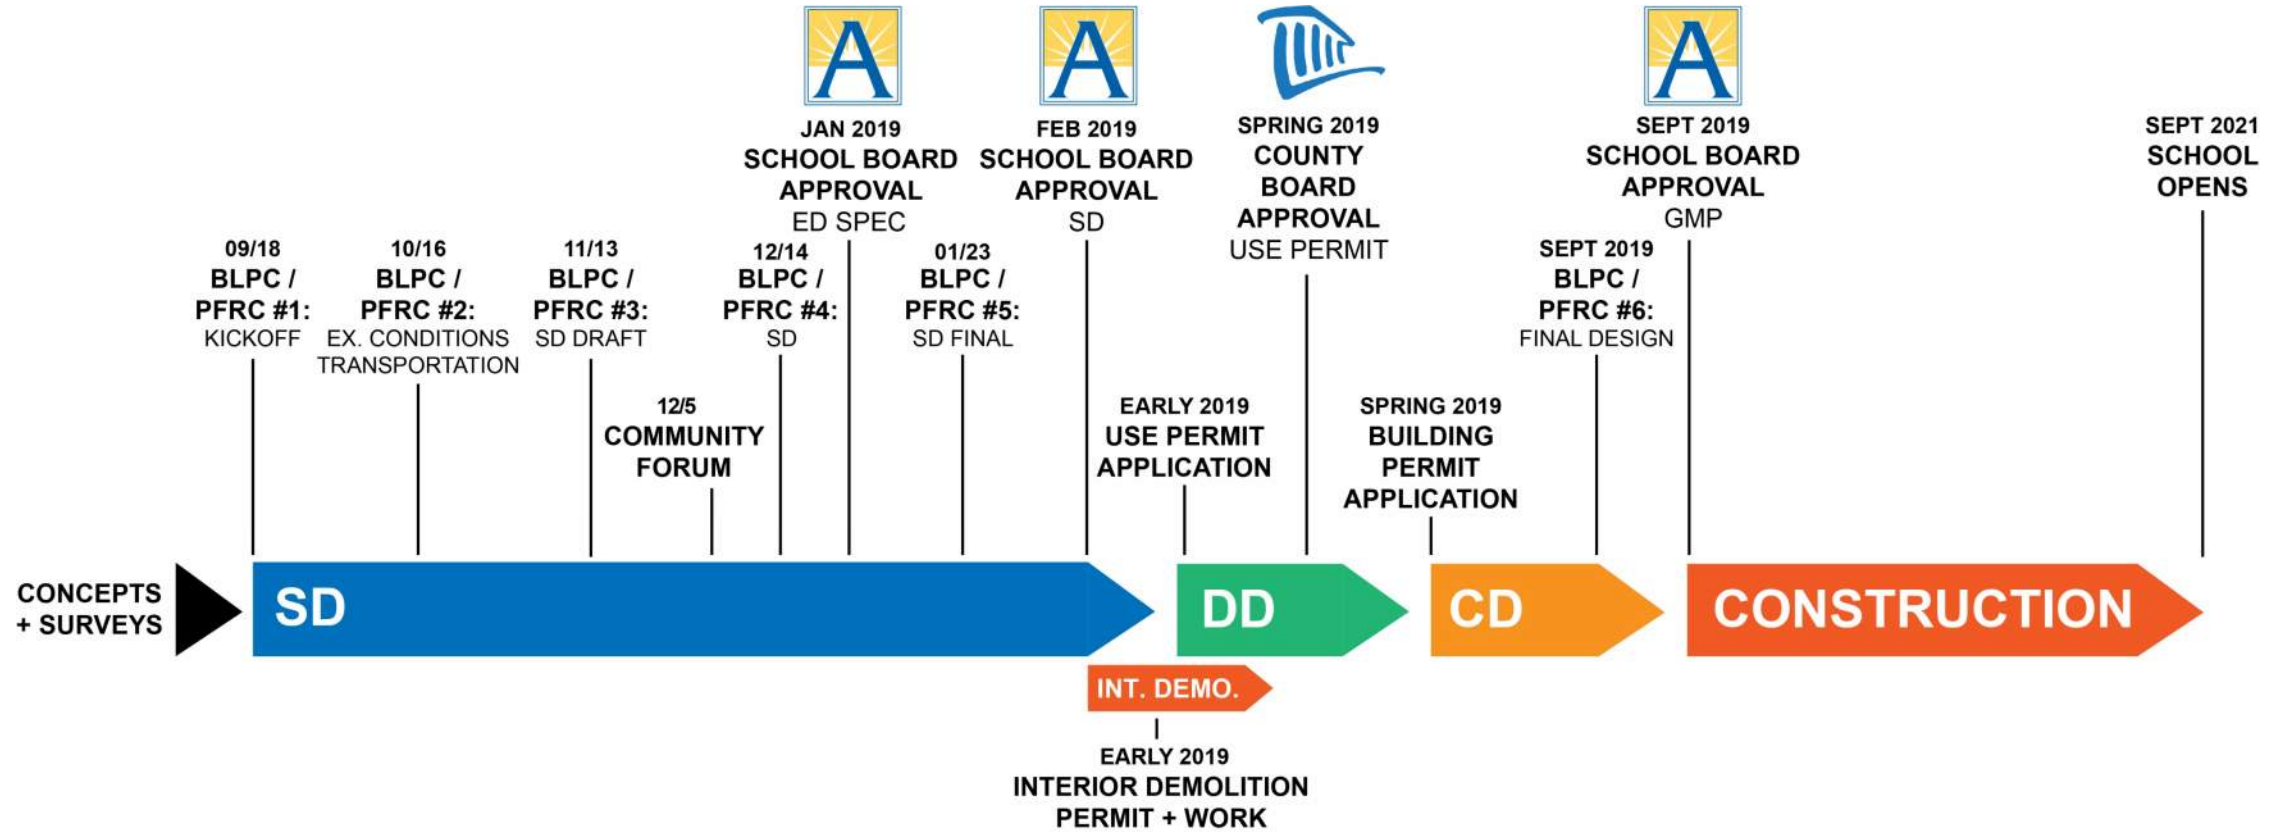 A
JAN 2019
SCHOOL BOARD
APPROVAL
ED SPEC
A
FEB 2019
SCHOOL BOARD
APPROVAL
SD
SPRING 2019
COUNTY
BOARD
APPROVAL
USE PERMIT
A
SEPT 2019
SCHOOL BOARD
APPROVAL
GMP
SEPT 2021
SCHOOL
OPENS
09/18
BLPC /
PFRC #1:
KICKOFF
10/16
BLPC /
PFRC #2:
EX. CONDITIONS
TRANSPORTATION
11/13
BLPC /
PFRC #3:
SD DRAFT
12/14
BLPC /
PFRC #4:
SD
01/23
BLPC /
PFRC #5:
SD FINAL
SEPT 2019
BLPC /
PFRC #6:
FINAL DESIGN
12/5
COMMUNITY
FORUM
EARLY 2019
USE PERMIT
APPLICATION
SPRING 2019
BUILDING
PERMIT
APPLICATION
CONCEPTS
+ SURVEYS
SD
DD
CD
CONSTRUCTION
INT. DEMO.
EARLY 2019
INTERIOR DEMOLITION
PERMIT + WORK